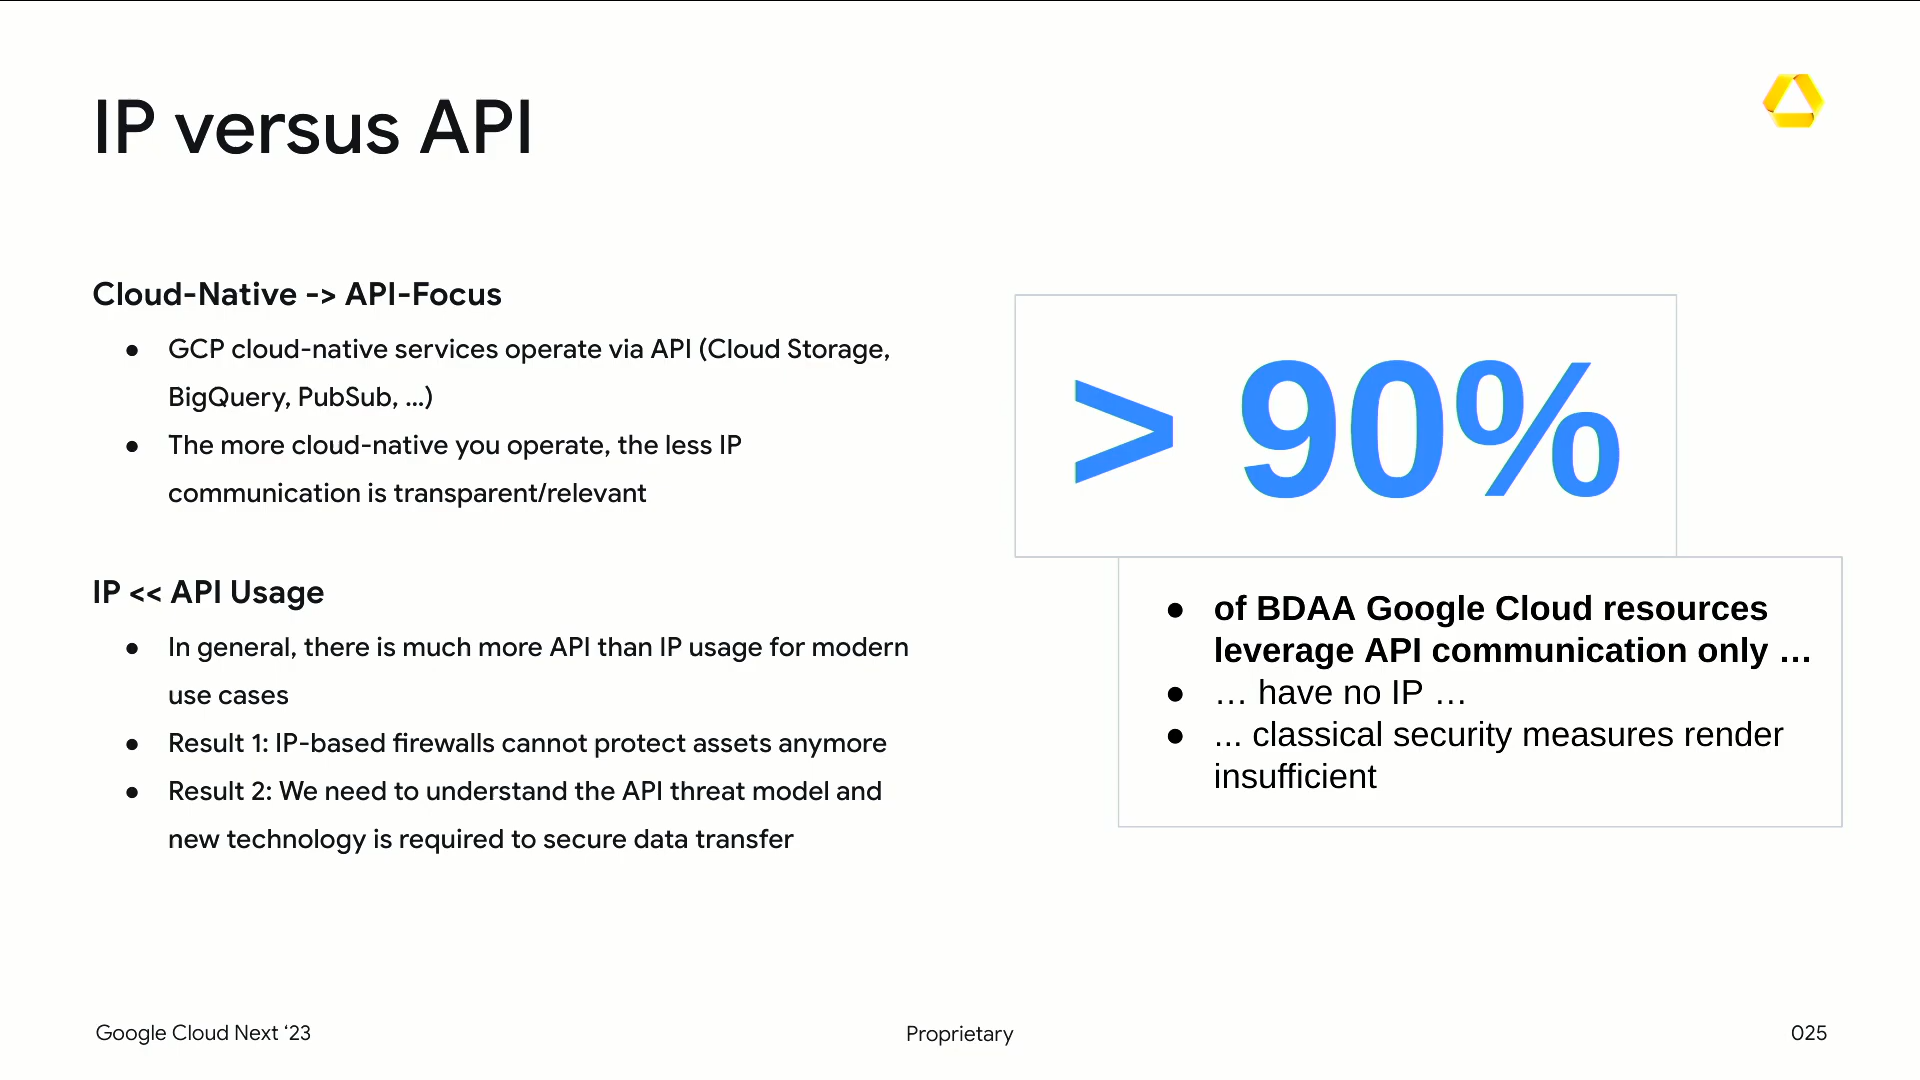 IP versus API
Cloud-Native -> API-Focus
● GCP cloud-native services operate via API (Cloud Storage,
BigQuery, PubSub, ...)
● The more cloud-native you operate, the less IP
communication is transparent/relevant
IP << API Usage
● In general, there is much more API than IP usage for modern
use cases
● Result 1: IP-based firewalls cannot protect assets anymore
● Result 2: We need to understand the API threat model and
new technology is required to secure data transfer
> 90%
● of BDAA Google Cloud resources
leverage API communication only …
● … have no IP …
● ... classical security measures render
insufficient
Google Cloud Next ‘23
Proprietary
025